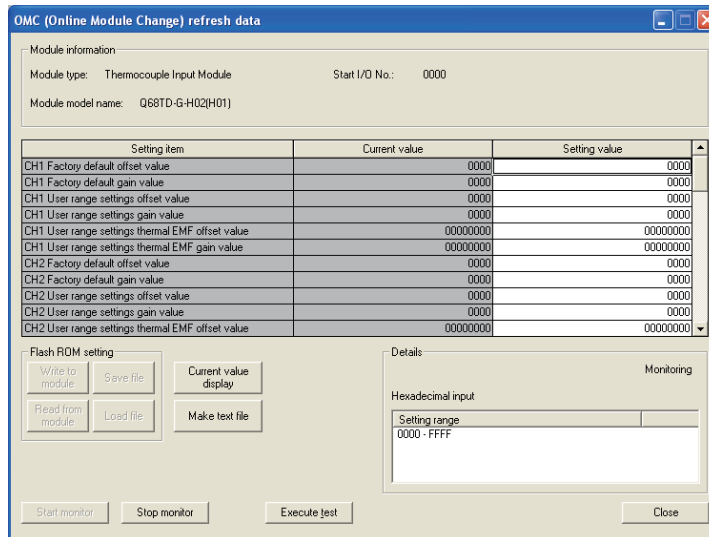 OMC (Online Module Change) refresh data
Module information
Module type: Thermocouple Input Module Start I/O No.: 0000
Module model name: Q68TD-G-H02(H01)
Setting item Current value Setting value
CH1 Factory default offset value 0000 0000
CH1 Factory default gain value 0000 0000
CH1 User range settings offset value 0000 0000
CH1 User range settings gain value 0000 0000
CH1 User range settings thermal EMF offset value 00000000 00000000
CH1 User range settings thermal EMF gain value 00000000 00000000
CH2 Factory default offset value 0000 0000
CH2 Factory default gain value 0000 0000
CH2 User range settings offset value 0000 0000
CH2 User range settings gain value 0000 0000
CH2 User range settings thermal EMF offset value 00000000 00000000
Flash ROM setting
Write to module
Save file
Read from module
Load file
Current value display
Make text file
Details
Monitoring
Hexadecimal input
Setting range
0000 - FFFF
Start monitor Stop monitor Execute test Close